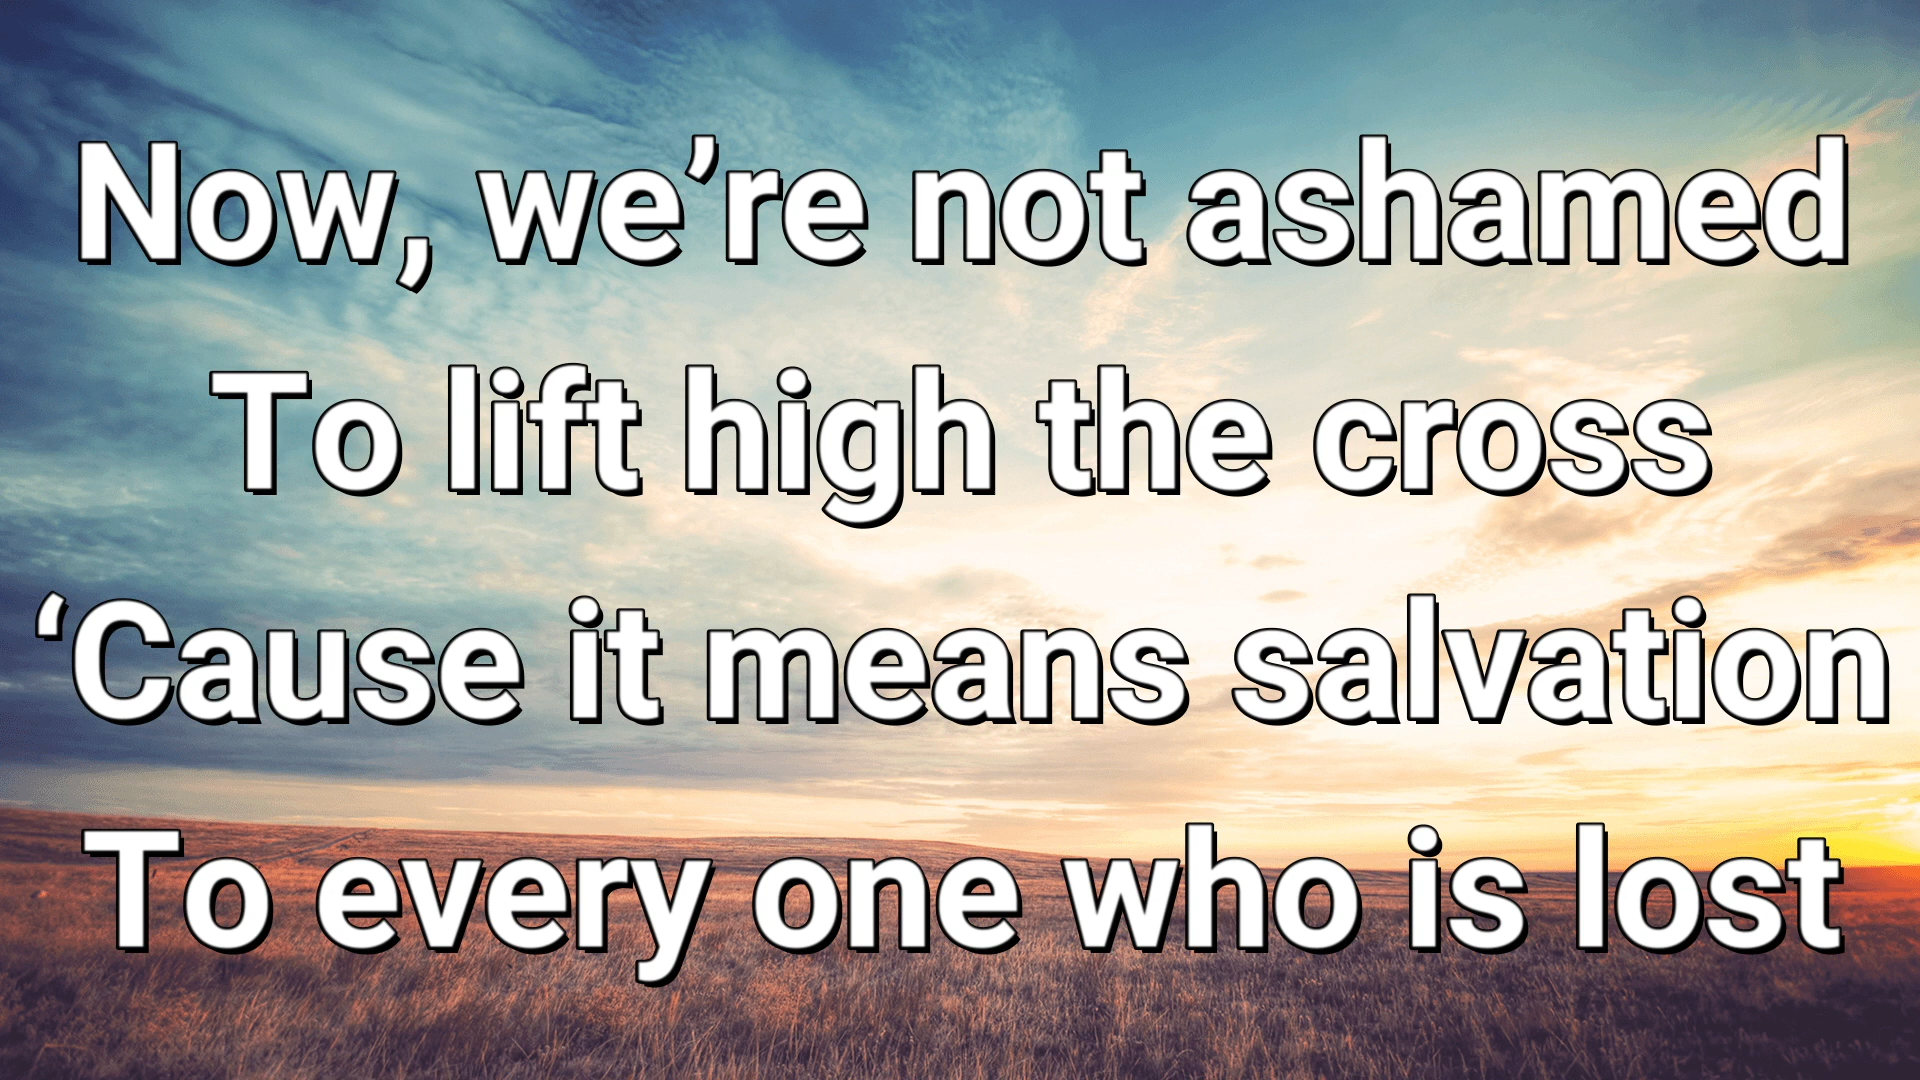 Now, we’re not ashamed
To lift high the cross
‘Cause it means salvation
To every one who is lost